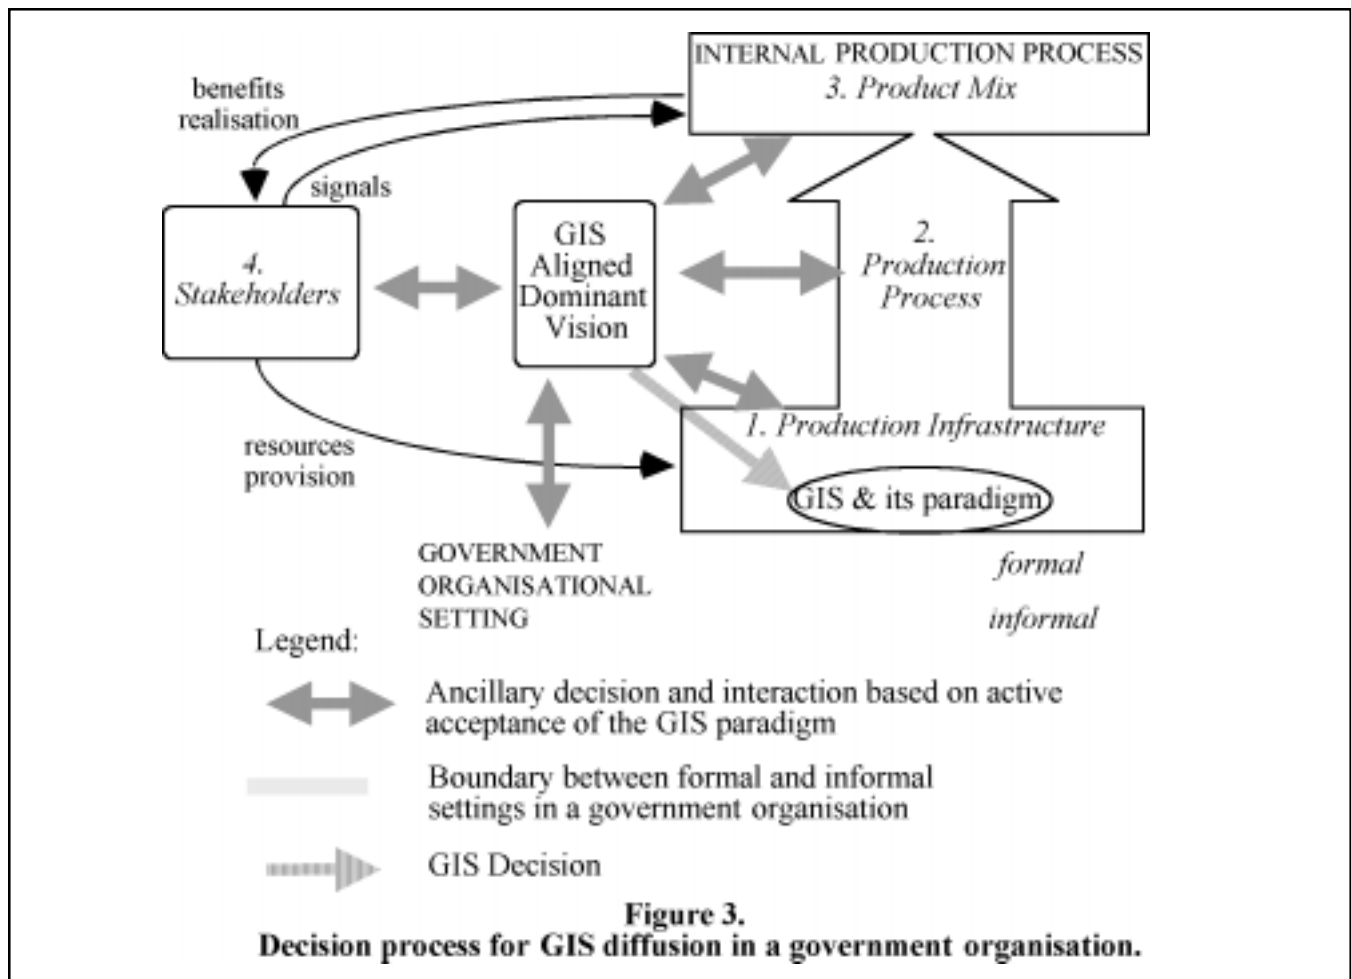 INTERNAL PRODUCTION PROCESS
3. Product Mix
benefits
realisation
signals
4.
Stakeholders
GIS
Aligned
Dominant
Vision
2.
Production
Process
1. Production Infrastructure
GIS & its paradigm
resources
provision
formal
informal
GOVERNMENT
ORGANISATIONAL
SETTING
Legend:
Ancillary decision and interaction based on active
acceptance of the GIS paradigm
Boundary between formal and informal
settings in a government organisation
GIS Decision
Figure 3.
Decision process for GIS diffusion in a government organisation.